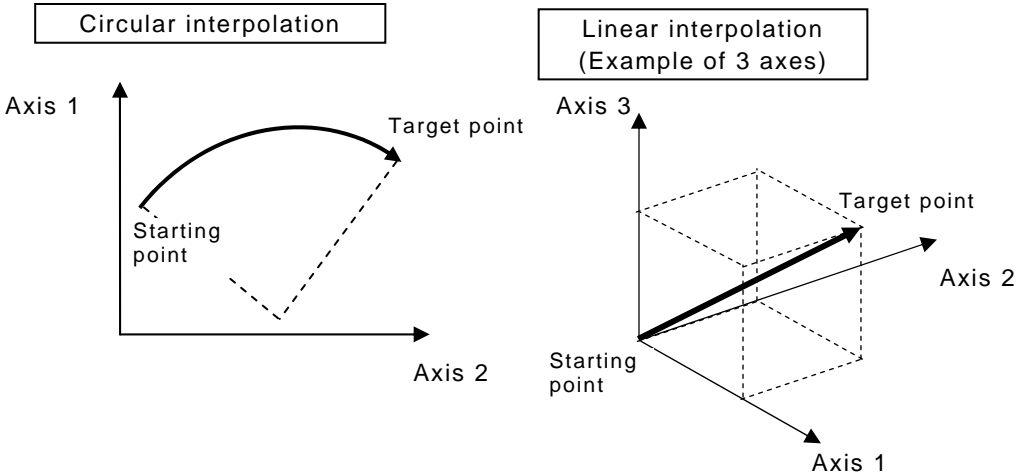 Circular interpolation
Axis 1
Target point
Starting
point
Axis 2
Linear interpolation
(Example of 3 axes)
Axis 3
Target point
Axis 2
Starting
point
Axis 1